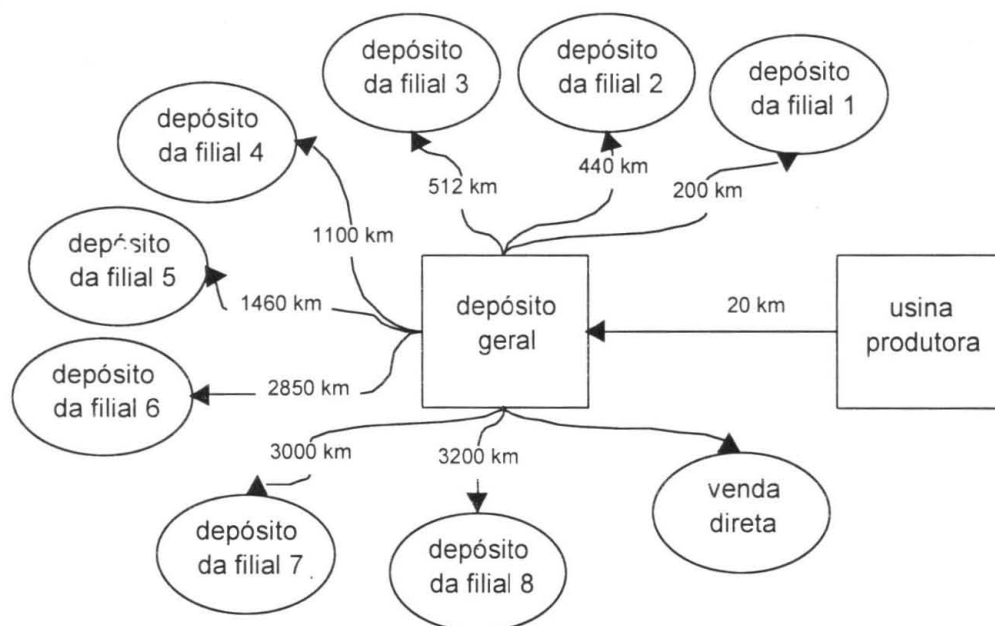 depósito
da filial 3
depósito
da filial 2
depósito
da filial 1
depósito
da filial 4
512 km
440 km
200 km
1100 km
depósito
da filial 5
1460 km
depósito
geral
20 km
usina
produtora
depósito
da filial 6
2850 km
3000 km
3200 km
venda
direta
depósito
da filial 7
depósito
da filial 8